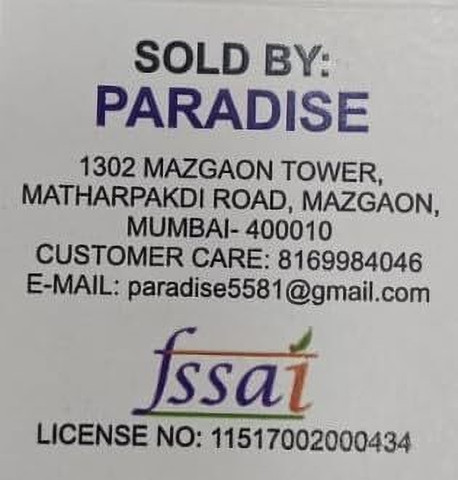 SOLD BY:
PARADISE
1302 MAZGAON TOWER,
MATHARPAKDI ROAD, MAZGAON,
MUMBAI- 400010
CUSTOMER CARE: 8169984046
E-MAIL: paradise5581@gmail.com
fssai
LICENSE NO: 11517002000434